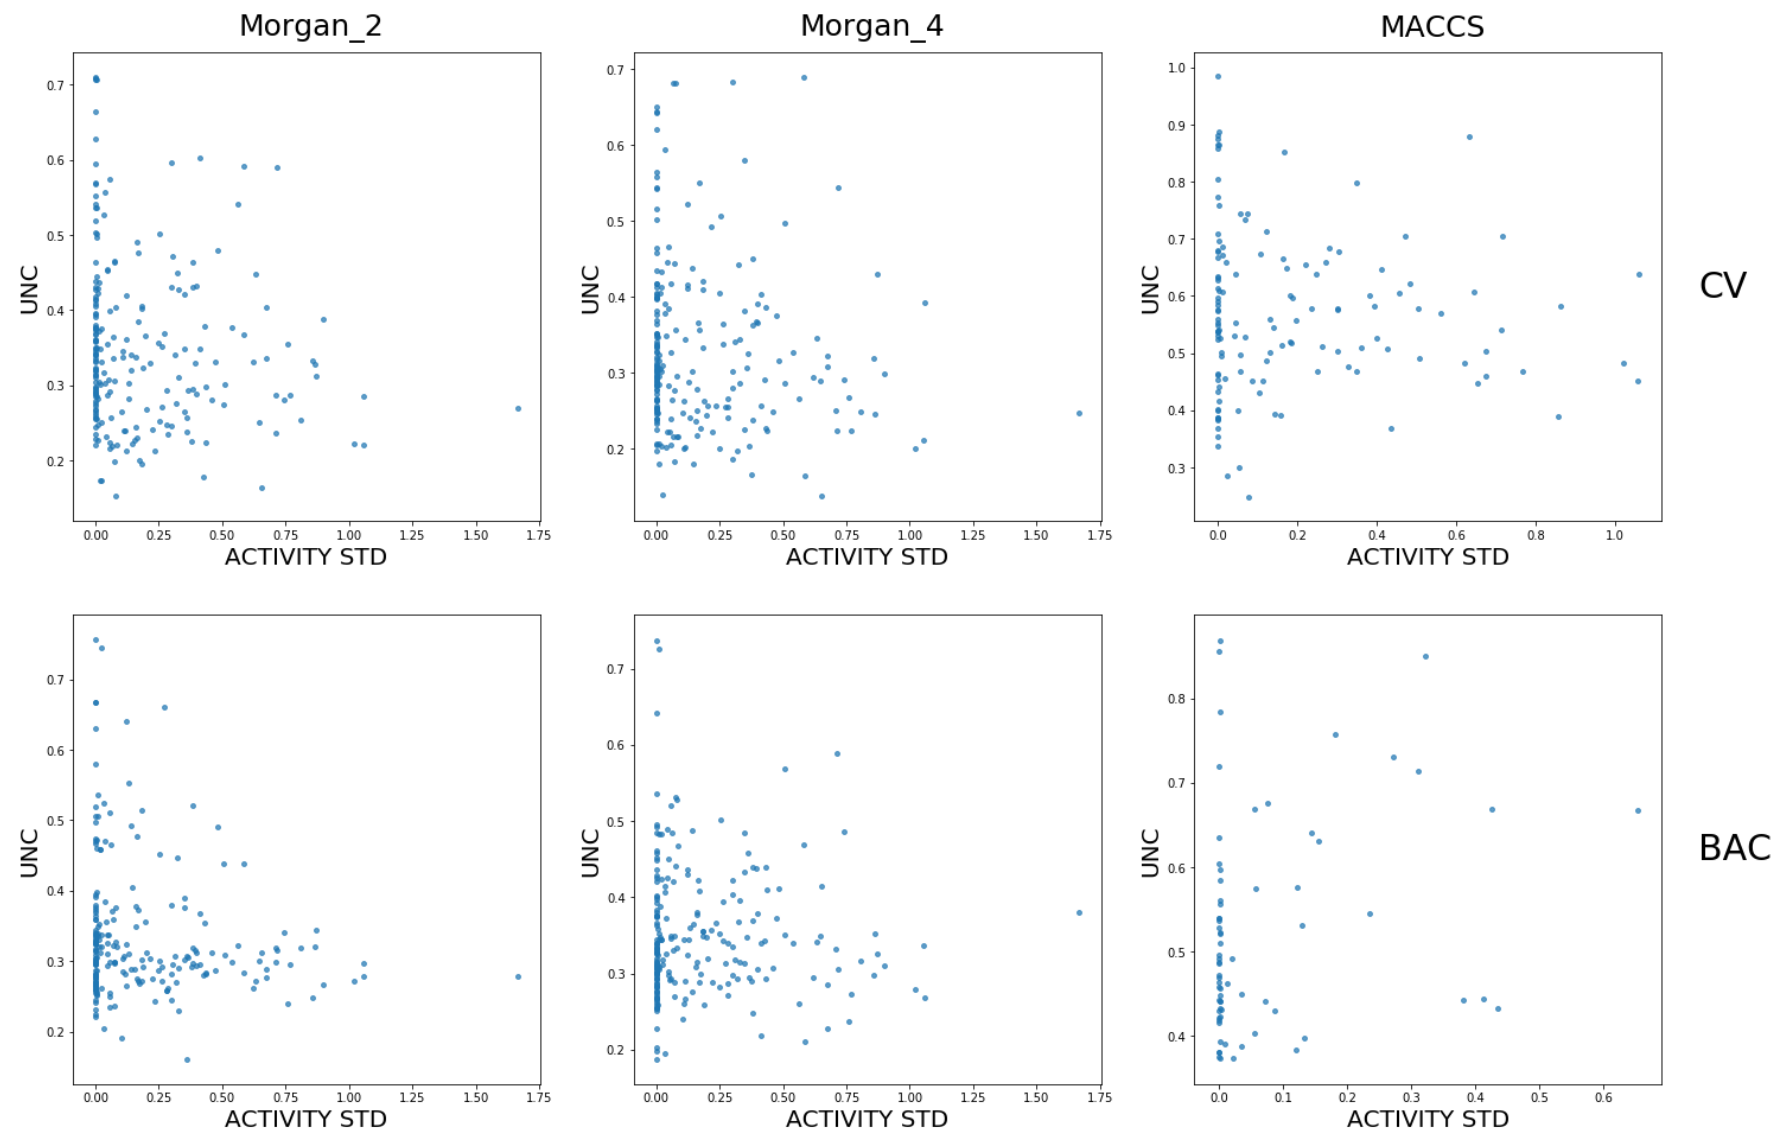 Morgan_2 Morgan_4 MACCS
0.7 0.6 0.5 0.4 0.3 0.2
UNC
0.00 0.25 0.50 0.75 1.00 1.25 1.50 1.75
ACTIVITY STD
0.7 0.6 0.5 0.4 0.3 0.2
UNC
0.00 0.25 0.50 0.75 1.00 1.25 1.50 1.75
ACTIVITY STD
1.0 0.9 0.8 0.7 0.6 0.5 0.4 0.3
UNC
0.0 0.2 0.4 0.6 0.8 1.0
ACTIVITY STD
CV
0.7 0.6 0.5 0.4 0.3 0.2
UNC
0.00 0.25 0.50 0.75 1.00 1.25 1.50 1.75
ACTIVITY STD
0.7 0.6 0.5 0.4 0.3 0.2
UNC
0.00 0.25 0.50 0.75 1.00 1.25 1.50 1.75
ACTIVITY STD
0.8 0.7 0.6 0.5 0.4
UNC
0.0 0.1 0.2 0.3 0.4 0.5 0.6
ACTIVITY STD
BAC